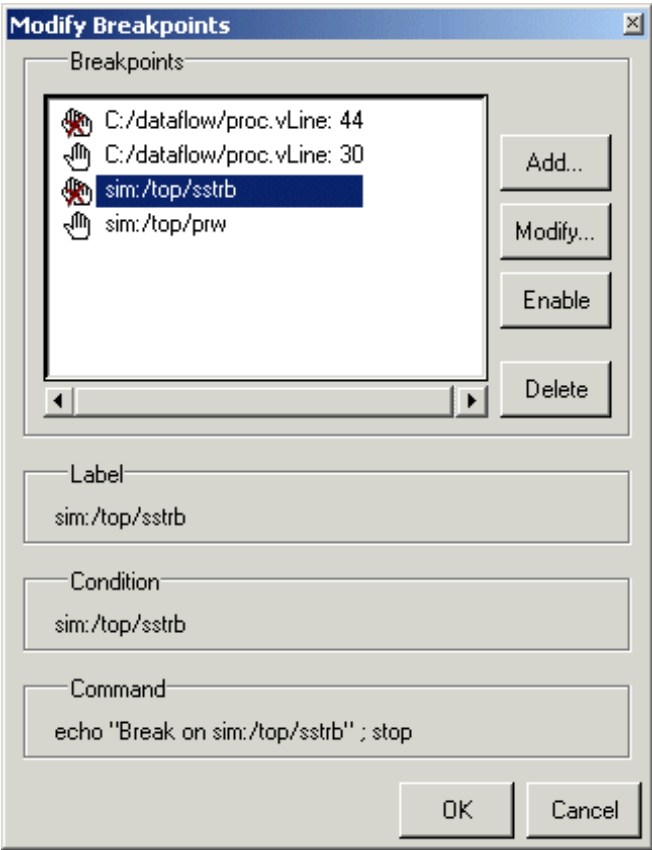 Modify Breakpoints
Breakpoints
C:/dataflow/proc.vLine: 44
C:/dataflow/proc.vLine: 30
sim:/top/sstrb
sim:/top/prw
Add...
Modify...
Enable
Delete
Label
sim:/top/sstrb
Condition
sim:/top/sstrb
Command
echo "Break on sim:/top/sstrb" ; stop
OK
Cancel